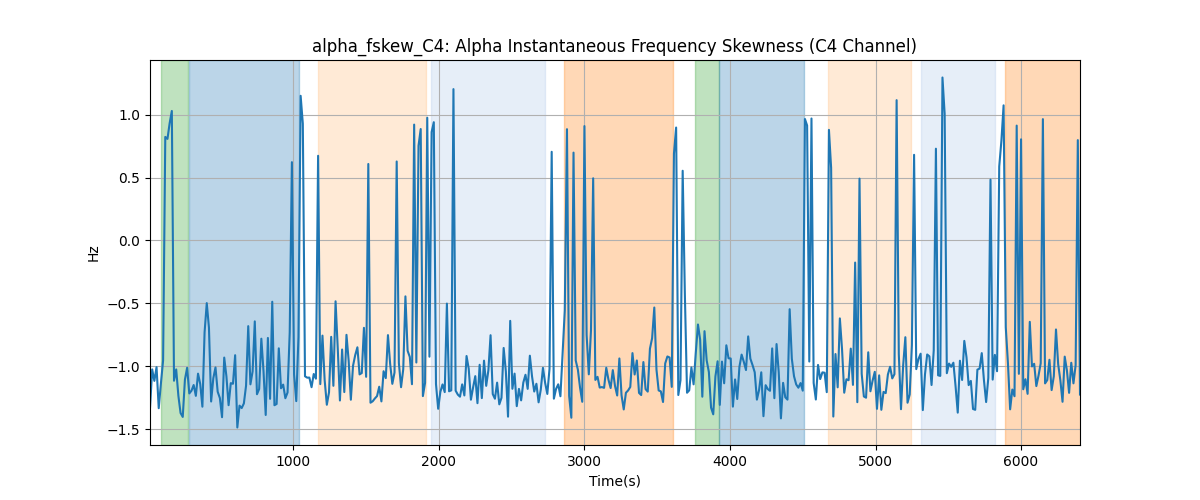 alpha_fskew_C4: Alpha Instantaneous Frequency Skewness (C4 Channel)
Hz
1.0
0.5
0.0
−0.5
−1.0
−1.5
1000 2000 3000 4000 5000 6000
Time(s)